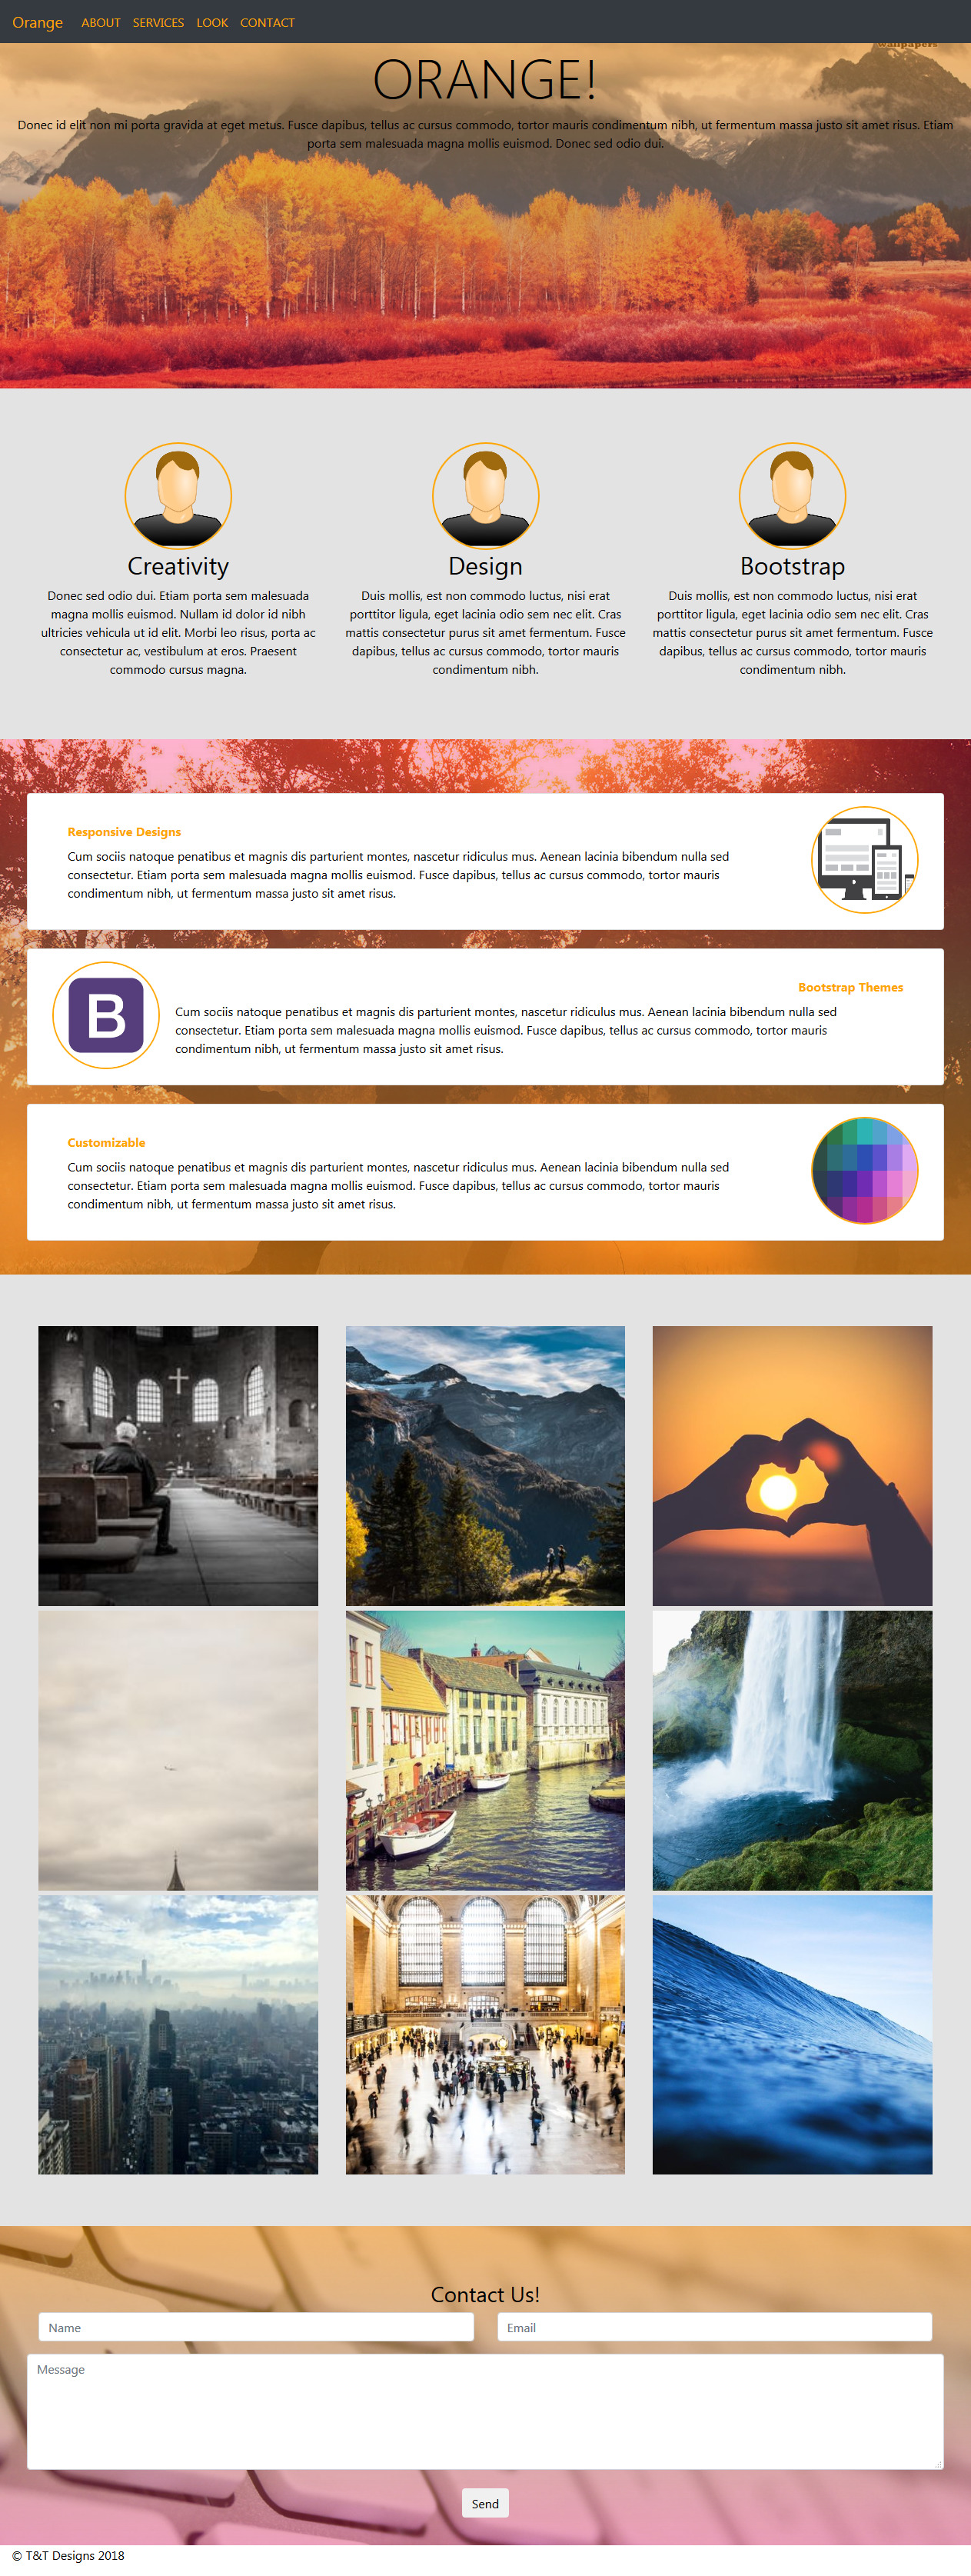 Orange ABOUT SERVICES LOOK CONTACT
wallpapers
ORANGE!
Donec id elit non mi porta gravida at eget metus. Fusce dapibus, tellus ac cursus commodo, tortor mauris condimentum nibh, ut fermentum massa justo sit amet risus. Etiam
porta sem malesuada magna mollis euismod. Donec sed odio dui.
Creativity
Donec sed odio dui. Etiam porta sem malesuada
magna mollis euismod. Nullam id dolor id nibh
ultricies vehicula ut id elit. Morbi leo risus, porta ac
consectetur ac, vestibulum at eros. Praesent
commodo cursus magna.
Design
Duis mollis, est non commodo luctus, nisi erat
porttitor ligula, eget lacinia odio sem nec elit. Cras
mattis consectetur purus sit amet fermentum. Fusce
dapibus, tellus ac cursus commodo, tortor mauris
condimentum nibh.
Bootstrap
Duis mollis, est non commodo luctus, nisi erat
porttitor ligula, eget lacinia odio sem nec elit. Cras
mattis consectetur purus sit amet fermentum. Fusce
dapibus, tellus ac cursus commodo, tortor mauris
condimentum nibh.
Responsive Designs
Cum sociis natoque penatibus et magnis dis parturient montes, nascetur ridiculus mus. Aenean lacinia bibendum nulla sed
consectetur. Etiam porta sem malesuada magna mollis euismod. Fusce dapibus, tellus ac cursus commodo, tortor mauris
condimentum nibh, ut fermentum massa justo sit amet risus.
B
Bootstrap Themes
Cum sociis natoque penatibus et magnis dis parturient montes, nascetur ridiculus mus. Aenean lacinia bibendum nulla sed
consectetur. Etiam porta sem malesuada magna mollis euismod. Fusce dapibus, tellus ac cursus commodo, tortor mauris
condimentum nibh, ut fermentum massa justo sit amet risus.
Customizable
Cum sociis natoque penatibus et magnis dis parturient montes, nascetur ridiculus mus. Aenean lacinia bibendum nulla sed
consectetur. Etiam porta sem malesuada magna mollis euismod. Fusce dapibus, tellus ac cursus commodo, tortor mauris
condimentum nibh, ut fermentum massa justo sit amet risus.
Contact Us!
Name
Email
Message
Send
© T&T Designs 2018